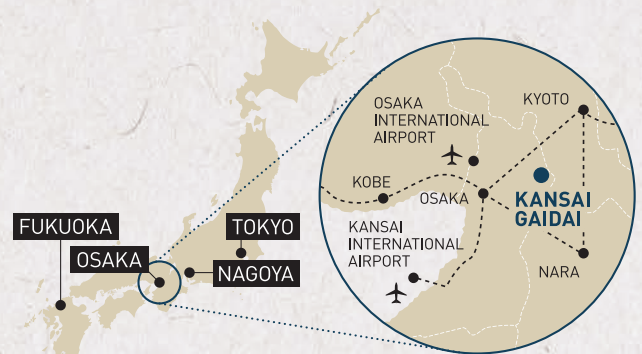 FUKUOKA
OSAKA
TOKYO
NAGOYA
OSAKA
INTERNATIONAL
AIRPORT
KYOTO
KOBE
OSAKA
KANSAI
GAIDAI
KANSAI
INTERNATIONAL
AIRPORT
NARA